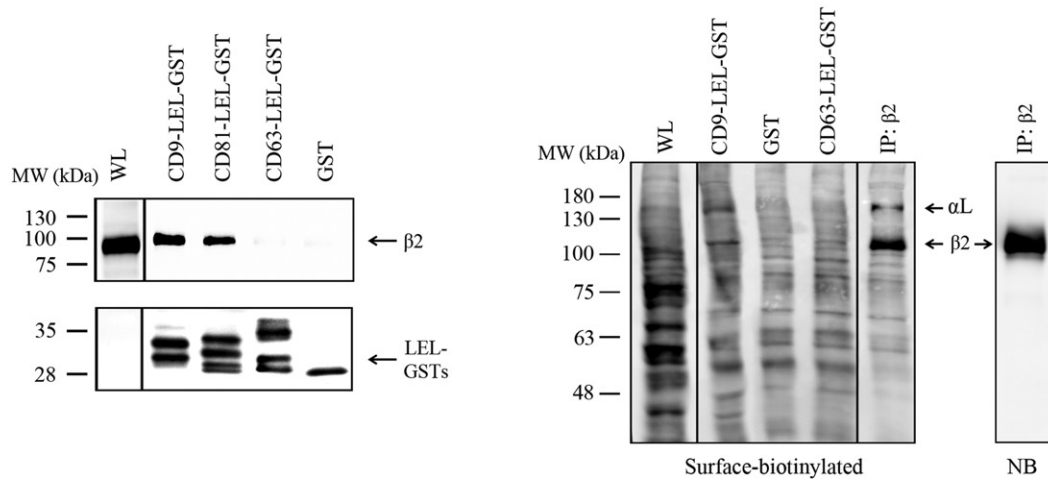 MW (kDa)
WL
CD9-LEL-GST
CD81-LEL-GST
CD63-LEL-GST
GST
130
100
75
β2
35
28
LEL-
GSTs
MW (kDa)
WL
CD9-LEL-GST
GST
CD63-LEL-GST
IP: β2
IP: β2
180
130
100
75
63
48
αL
β2
Surface-biotinylated
NB